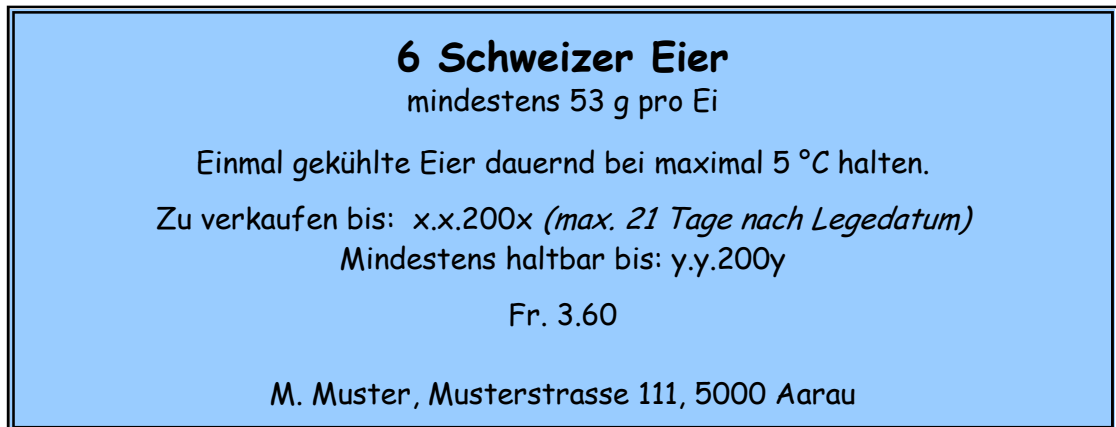 6 Schweizer Eier
mindestens 53 g pro Ei
Einmal gekühlte Eier dauernd bei maximal 5 °C halten.
Zu verkaufen bis: x.x.200x (max. 21 Tage nach Legedatum)
Mindestens haltbar bis: y.y.200y
Fr. 3.60
M. Muster, Musterstrasse 111, 5000 Aarau